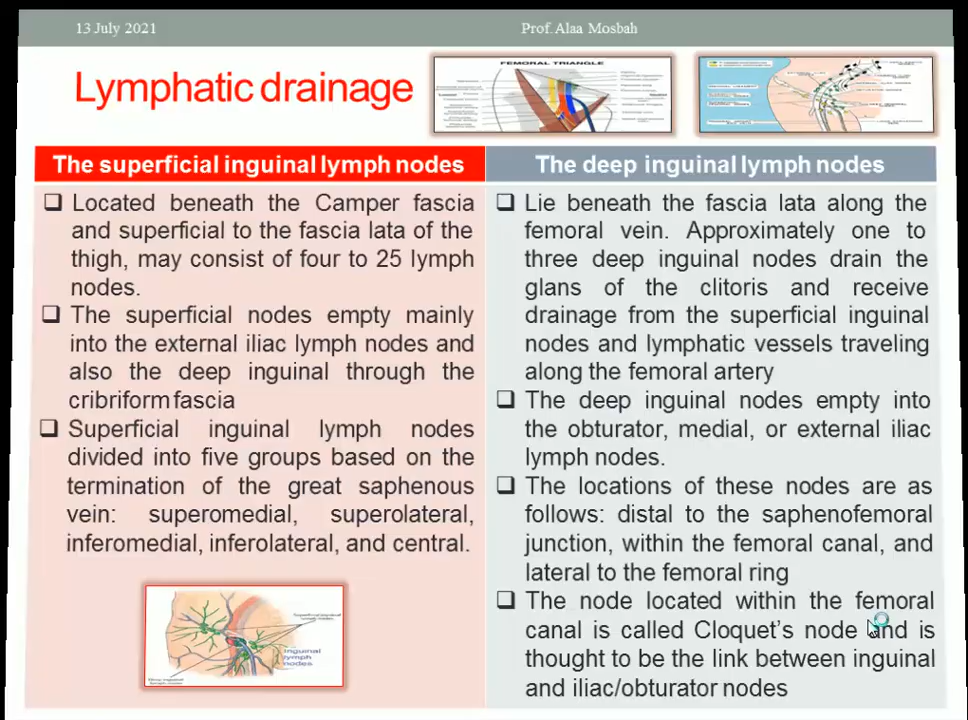 13 July 2021
Prof.Alaa Mosbah
Lymphatic drainage
FEMORAL TRIANGLE
The superficial inguinal lymph nodes
❑ Located beneath the Camper fascia
and superficial to the fascia lata of the
thigh, may consist of four to 25 lymph
nodes.
❑ The superficial nodes empty mainly
into the external iliac lymph nodes and
also the deep inguinal through the
cribriform fascia
❑ Superficial inguinal lymph nodes
divided into five groups based on the
termination of the great saphenous
vein: superomedial, superolateral,
inferomedial, inferolateral, and central.
Inguinal
lymph
nodes
The deep inguinal lymph nodes
❑ Lie beneath the fascia lata along the
femoral vein. Approximately one to
three deep inguinal nodes drain the
glans of the clitoris and receive
drainage from the superficial inguinal
nodes and lymphatic vessels traveling
along the femoral artery
❑ The deep inguinal nodes empty into
the obturator, medial, or external iliac
lymph nodes.
❑ The locations of these nodes are as
follows: distal to the saphenofemoral
junction, within the femoral canal, and
lateral to the femoral ring
❑ The node located within the femoral
canal is called Cloquet's node and is
thought to be the link between inguinal
and iliac/obturator nodes